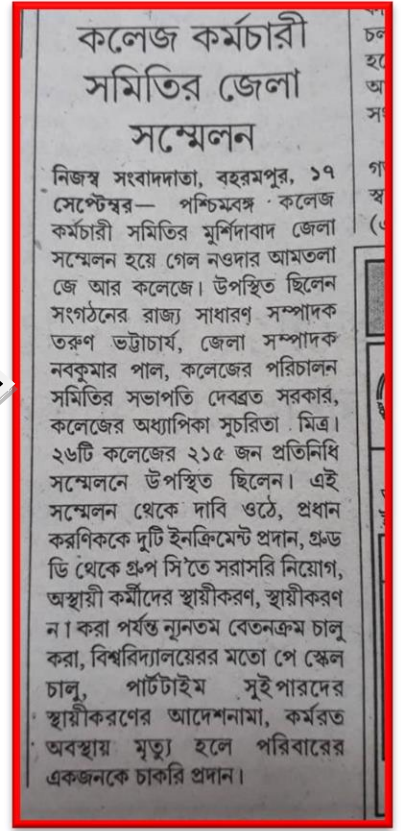 কলেজ কর্মচারী
সমিতির জেলা
সম্মেলন
নিজস্ব সংবাদদাতা, বহরমপুর, ১৭
সেপ্টেম্বর— পশ্চিমবঙ্গ কলেজ
কর্মচারী সমিতির মুর্শিদাবাদ জেলা
সম্মেলন হয়ে গেল নওদার আমতলা
জে আর কলেজে। উপস্থিত ছিলেন
সংগঠনের রাজ্য সাধারণ সম্পাদক
তরুণ ভট্টাচার্য, জেলা সম্পাদক
নবকুমার পাল, কলেজের পরিচালন
সমিতির সভাপতি দেবব্রত সরকার,
কলেজের অধ্যাপিকা সুচরিতা মিত্র।
২৬টি কলেজের ২১৫ জন প্রতিনিধি
সম্মেলনে উপস্থিত ছিলেন। এই
সম্মেলন থেকে দাবি ওঠে, প্রধান
করণিককে দুটি ইনক্রিমেন্ট প্রদান, গ্রুপ
ডি থেকে গ্রুপ সি'তে সরাসরি নিয়োগ,
অস্থায়ী কর্মীদের স্থায়ীকরণ, স্থায়ীকরণ
না করা পর্যন্ত ন্যূনতম বেতনক্রম চালু
করা, বিশ্ববিদ্যালয়েরর মতো পে স্কেল
চালু, পার্টটাইম সুইপারদের
স্থায়ীকরণের আদেশনামা, কর্মরত
অবস্থায় মৃত্যু হলে পরিবারের
একজনকে চাকরি প্রদান।